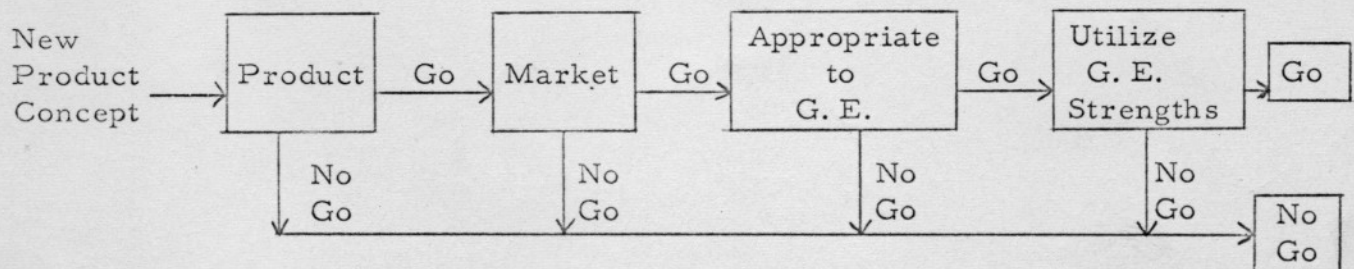 New
Product
Concept
Product
Go
Market
Go
Appropriate
to
G. E.
Go
Utilize
G. E.
Strengths
Go
No
Go
No
Go
No
Go
No
Go
No
Go